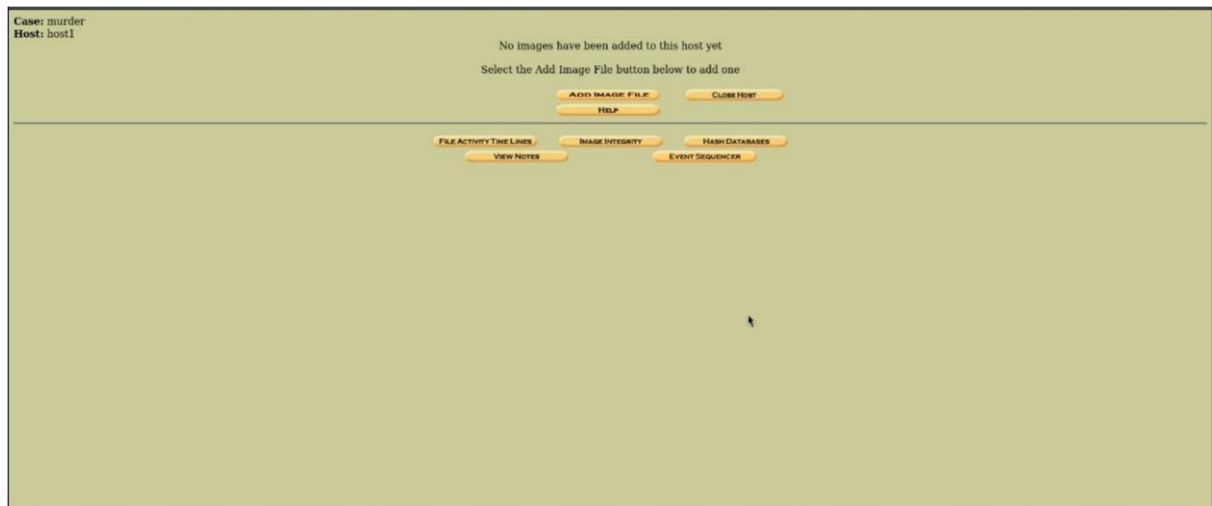 Case: murder
Host: host1
No images have been added to this host yet
Select the Add Image File button below to add one
ADD IMAGE FILE CLOSE HOST
HELP
FILE ACTIVITY TIME LINES IMAGE INTEGRITY HASH DATABASES
VIEW NOTES EVENT SEQUENCER